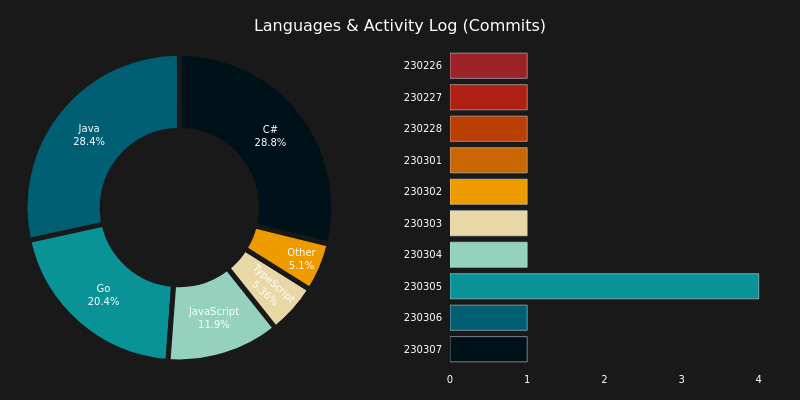 Languages & Activity Log (Commits)
Java
28.4%
C#
28.8%
Other
5.1%
TypeScript
5.36%
JavaScript
11.9%
Go
20.4%
230226
230227
230228
230301
230302
230303
230304
230305
230306
230307
0 1 2 3 4